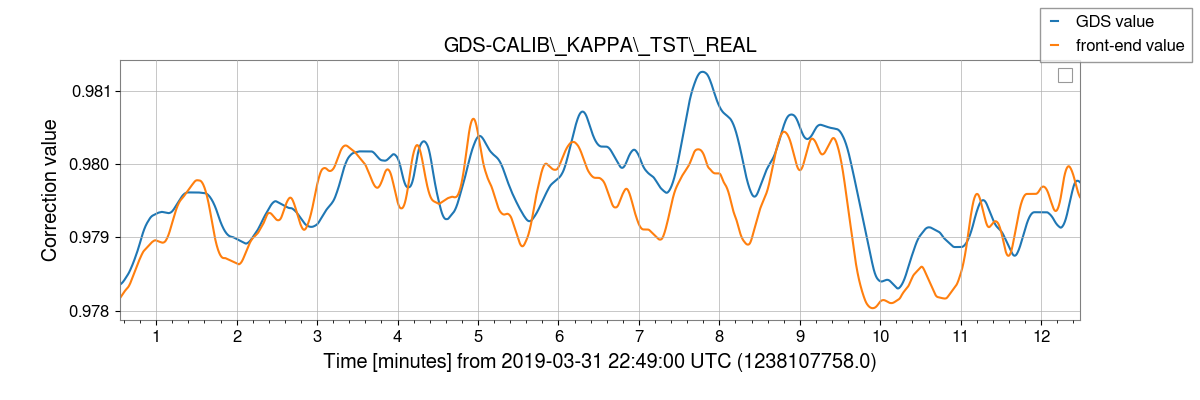 GDS value
front-end value
GDS-CALIB\_KAPPA\_TST\_REAL
Correction value
0.981
0.980
0.979
0.978
1 2 3 4 5 6 7 8 9 10 11 12
Time [minutes] from 2019-03-31 22:49:00 UTC (1238107758.0)